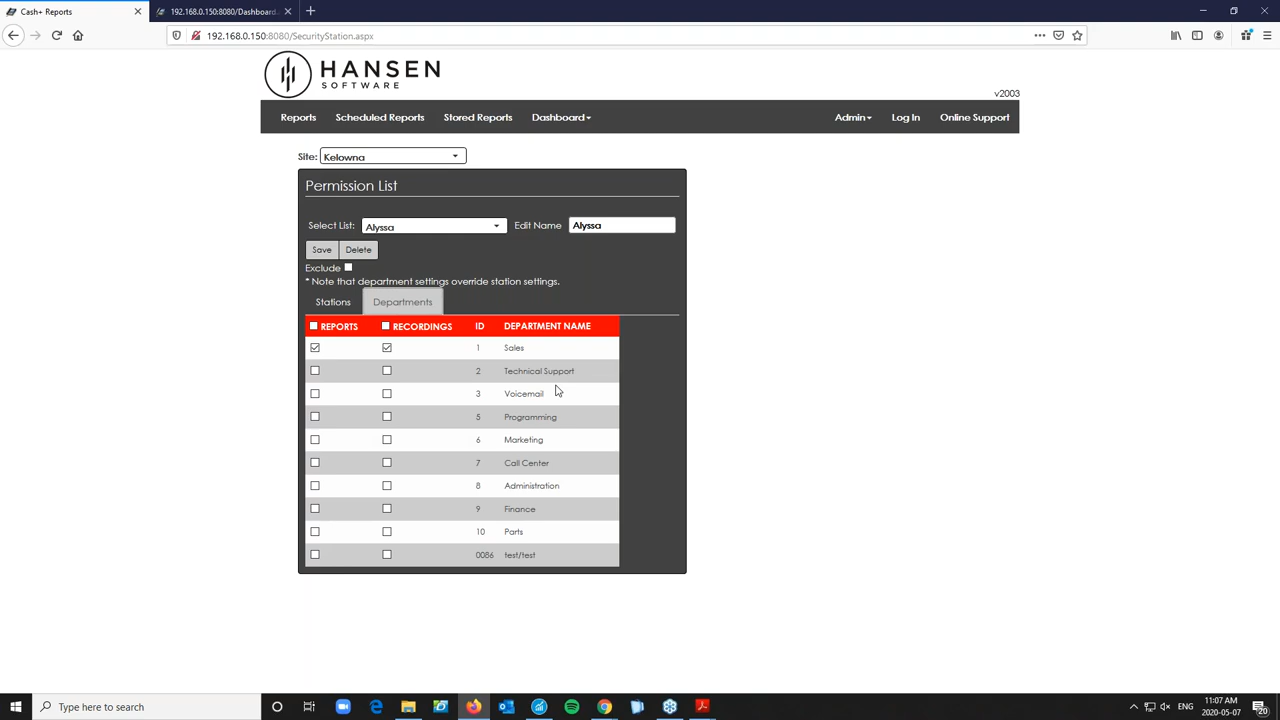 Cash+ Reports
192.168.0.150:8080/Dashboard.
192.168.0.150:8080/SecurityStation.aspx
HANSEN
SOFTWARE
v2003
Reports Scheduled Reports Stored Reports Dashboard Admin Log In Online Support
Site: Kelowna
Permission List
Select List: Alyssa Edit Name Alyssa
Save Delete
Exclude
* Note that department settings override station settings.
Stations Departments
REPORTS RECORDINGS ID DEPARTMENT NAME
1 Sales
2 Technical Support
3 Voicemail
5 Programming
6 Marketing
7 Call Center
8 Administration
9 Finance
10 Parts
0086 test/test
Type here to search
ENG
11:07 AM
2020-05-07
20